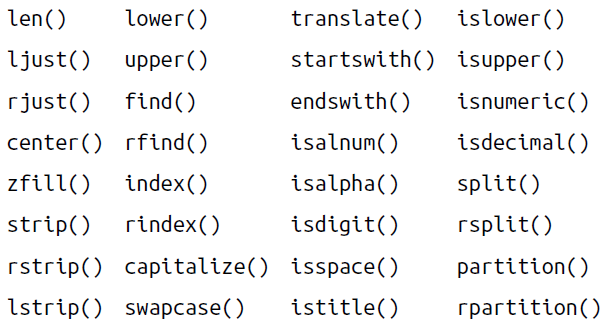 len() lower() translate() islower()
ljust() upper() startswith() isupper()
rjust() find() endswith() isnumeric()
center() rfind() isalnum() isdecimal()
zfill() index() isalpha() split()
strip() rindex() isdigit() rsplit()
rstrip() capitalize() isspace() partition()
lstrip() swapcase() istitle() rpartition()